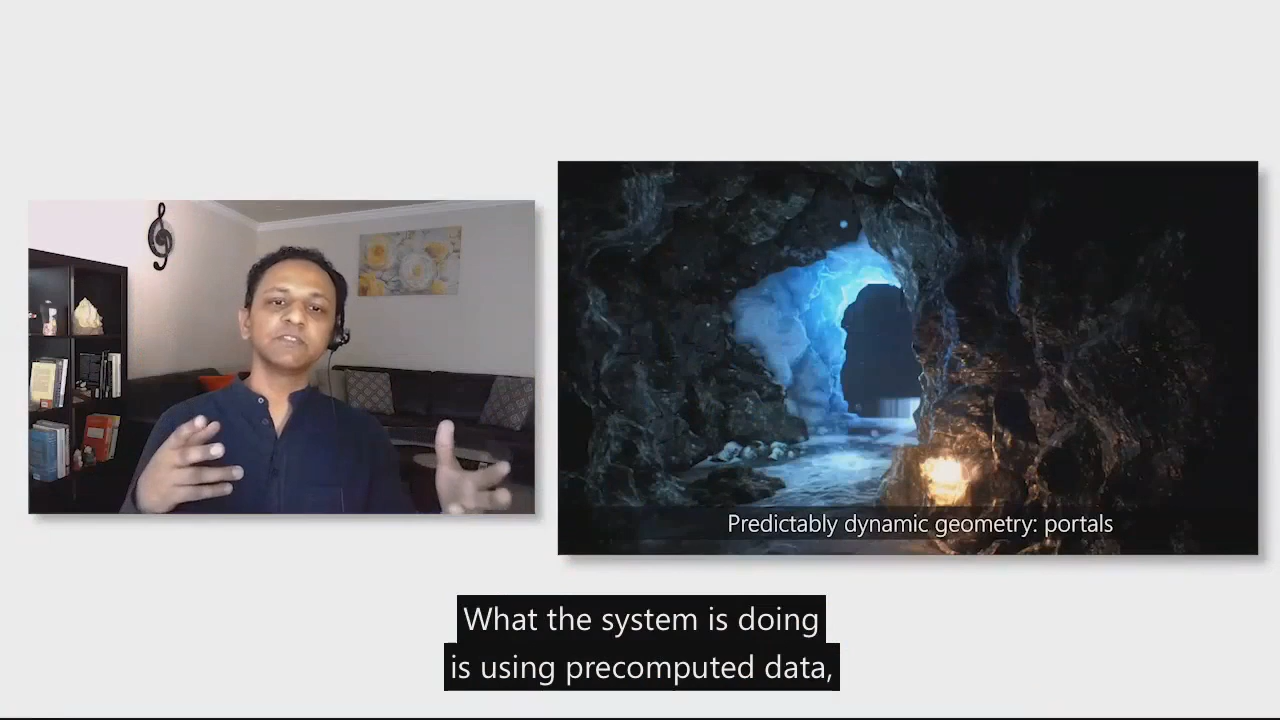 Predictably dynamic geometry: portals
What the system is doing
is using precomputed data,